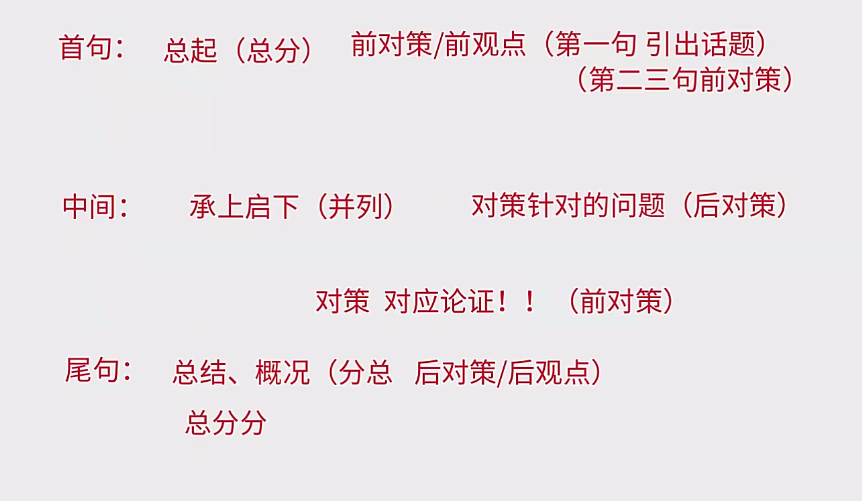 首句： 总起（总分） 前对策/前观点（第一句 引出话题）
（第二三句前对策）
中间： 承上启下（并列） 对策针对的问题（后对策）
对策 对应论证！！（前对策）
尾句： 总结、概况（分总 后对策/后观点）
总分分